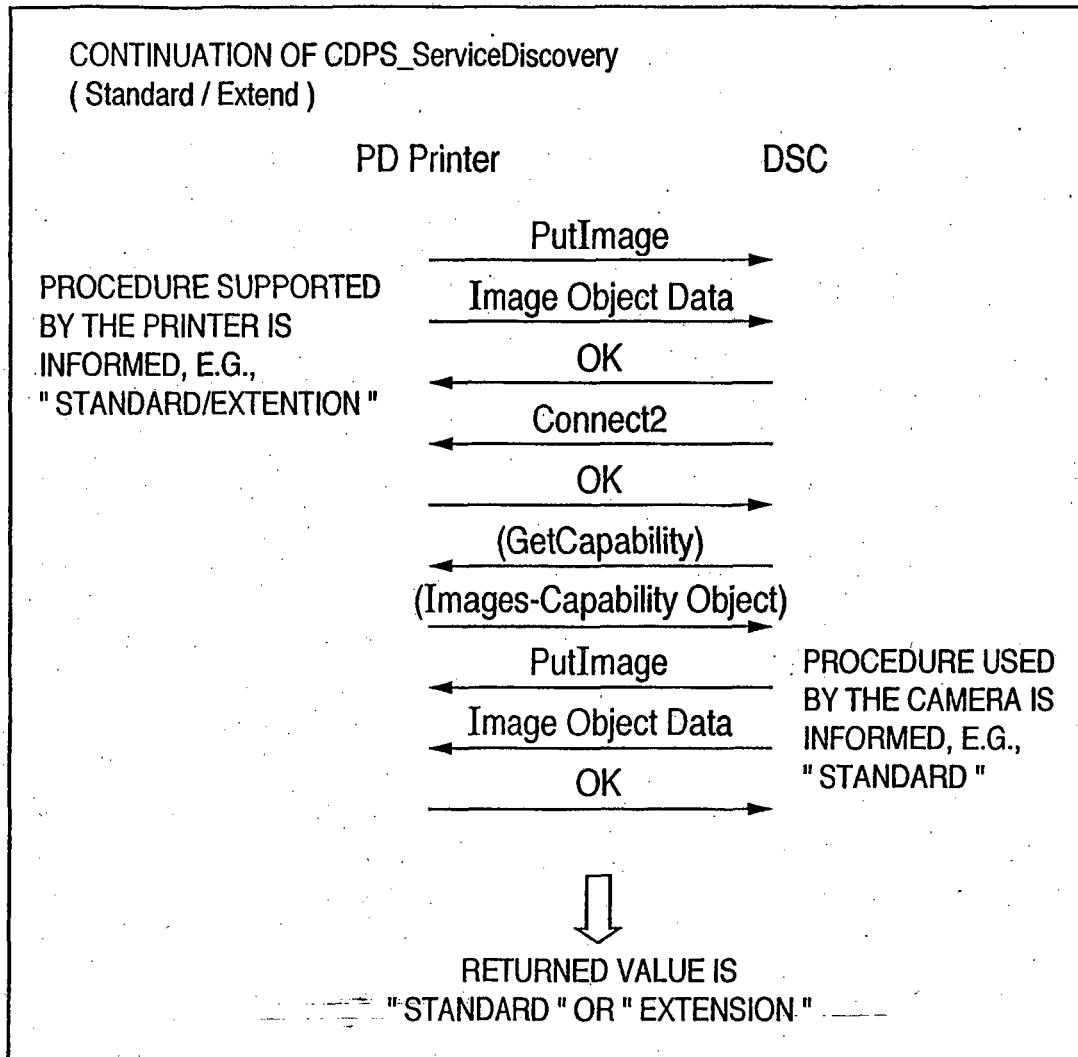 CONTINUATION OF CDPS_ServiceDiscovery
( Standard / Extend )
PD Printer DSC
PutImage
PROCEDURE SUPPORTED
BY THE PRINTER IS
INFORMED, E.G.,
" STANDARD/EXTENTION "
Image Object Data
OK
Connect2
OK
(GetCapability)
(Images-Capability Object)
PutImage
PROCEDURE USED
BY THE CAMERA IS
INFORMED, E.G.,
" STANDARD "
Image Object Data
OK
RETURNED VALUE IS
" STANDARD " OR " EXTENSION "